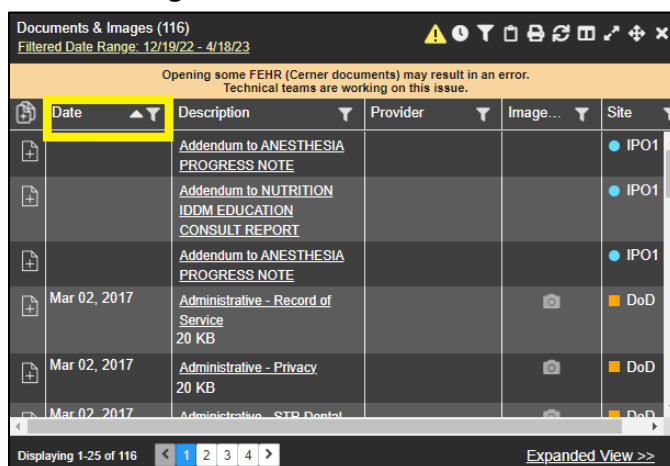 Documents & Images (116)
Filtered Date Range: 12/19/22 - 4/18/23
Opening some FEHR (Cerner documents) may result in an error.
Technical teams are working on this issue.
Date Description Provider Image... Site
Addendum to ANESTHESIA
PROGRESS NOTE
IPO1
Addendum to NUTRITION
IDDM EDUCATION
CONSULT REPORT
IPO1
Addendum to ANESTHESIA
PROGRESS NOTE
IPO1
Mar 02, 2017 Administrative - Record of
Service
20 KB
DoD
Mar 02, 2017 Administrative - Privacy
20 KB
DoD
Mar 02, 2017 Administrative - STR Dental DoD
Displaying 1-25 of 116 < 1 2 3 4 > Expanded View >>